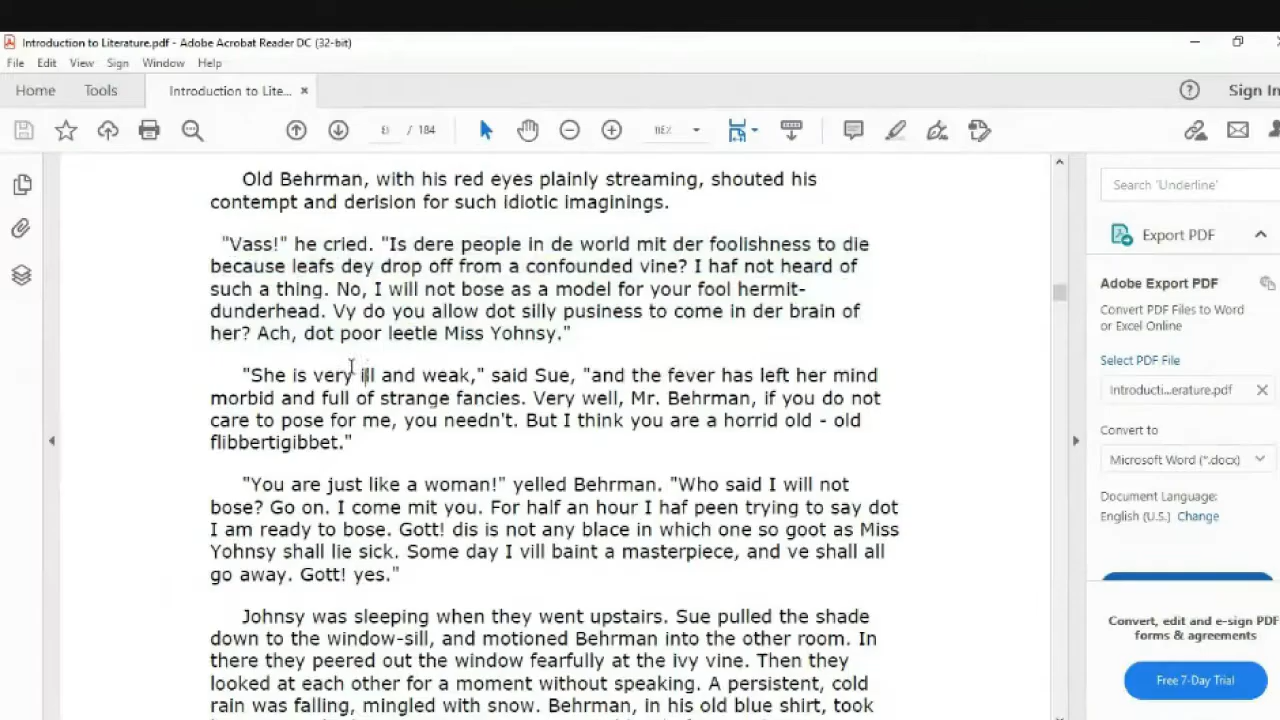 Introduction to Literature.pdf - Adobe Acrobat Reader DC (32-bit)
File Edit View Sign Window Help
Home Tools Introduction to Lite... × Sign In
8 / 184
Search 'Underline'
Export PDF
Adobe Export PDF
Convert PDF Files to Word
or Excel Online
Select PDF File
Introducti...erature.pdf
Convert to
Microsoft Word (*.docx)
Document Language:
English (U.S.) Change
Convert, edit and e-sign PDF
forms & agreements
Free 7-Day Trial
Old Behrman, with his red eyes plainly streaming, shouted his
contempt and derision for such idiotic imaginings.
"Vass!" he cried. "Is dere people in de world mit der foolishness to die
because leafs dey drop off from a confounded vine? I haf not heard of
such a thing. No, I will not bose as a model for your fool hermit-
dunderhead. Vy do you allow dot silly pusiness to come in der brain of
her? Ach, dot poor leetle Miss Yohnsy."
"She is very ill and weak," said Sue, "and the fever has left her mind
morbid and full of strange fancies. Very well, Mr. Behrman, if you do not
care to pose for me, you needn't. But I think you are a horrid old - old
flibbertigibbet."
"You are just like a woman!" yelled Behrman. "Who said I will not
bose? Go on. I come mit you. For half an hour I haf peen trying to say dot
I am ready to bose. Gott! dis is not any blace in which one so goot as Miss
Yohnsy shall lie sick. Some day I vill baint a masterpiece, and ve shall all
go away. Gott! yes."
Johnsy was sleeping when they went upstairs. Sue pulled the shade
down to the window-sill, and motioned Behrman into the other room. In
there they peered out the window fearfully at the ivy vine. Then they
looked at each other for a moment without speaking. A persistent, cold
rain was falling, mingled with snow. Behrman, in his old blue shirt, took